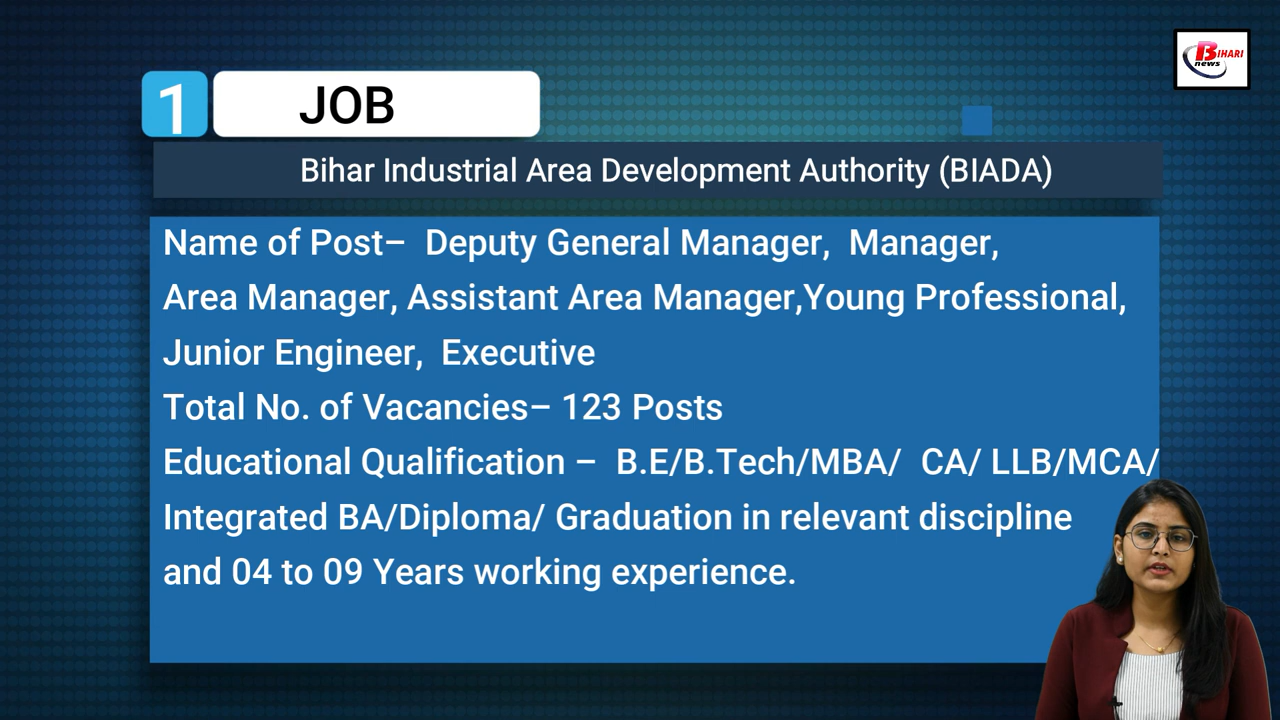 BIHARI
news
1 JOB
Bihar Industrial Area Development Authority (BIADA)
Name of Post– Deputy General Manager, Manager,
Area Manager, Assistant Area Manager,Young Professional,
Junior Engineer, Executive
Total No. of Vacancies– 123 Posts
Educational Qualification – B.E/B.Tech/MBA/ CA/ LLB/MCA/
Integrated BA/Diploma/ Graduation in relevant discipline
and 04 to 09 Years working experience.